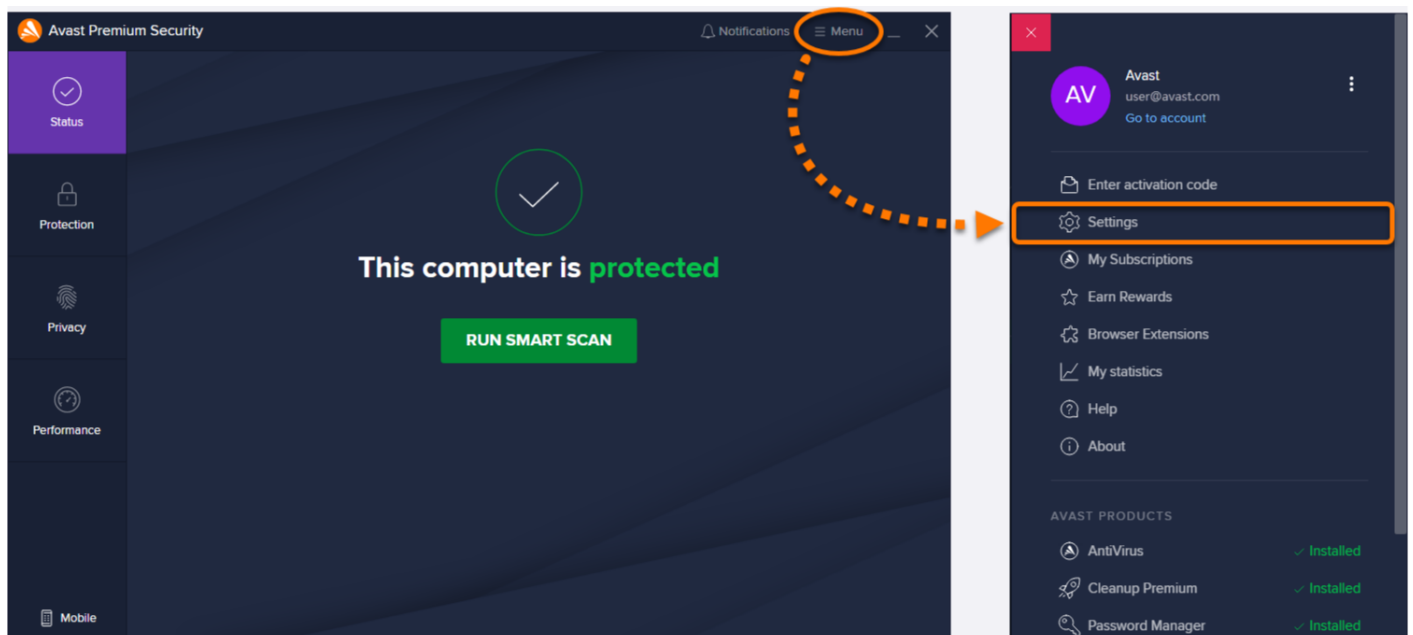 Avast Premium Security
Notifications
Menu
Status
Protection
Privacy
Performance
Mobile
This computer is protected
RUN SMART SCAN
AV
Avast
user@avast.com
Go to account
Enter activation code
Settings
My Subscriptions
Earn Rewards
Browser Extensions
My statistics
Help
About
AVAST PRODUCTS
AntiVirus Installed
Cleanup Premium Installed
Password Manager Installed